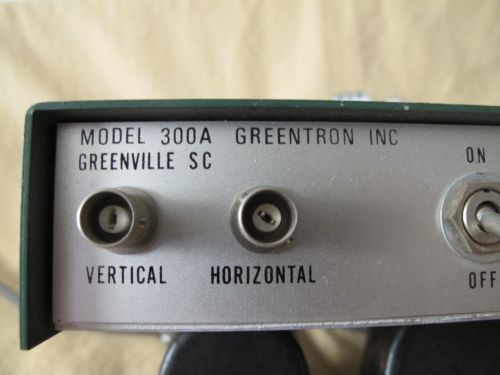 MODEL 300A GREENTRON INC
GREENVILLE SC
ON
VERTICAL
HORIZONTAL
OFF